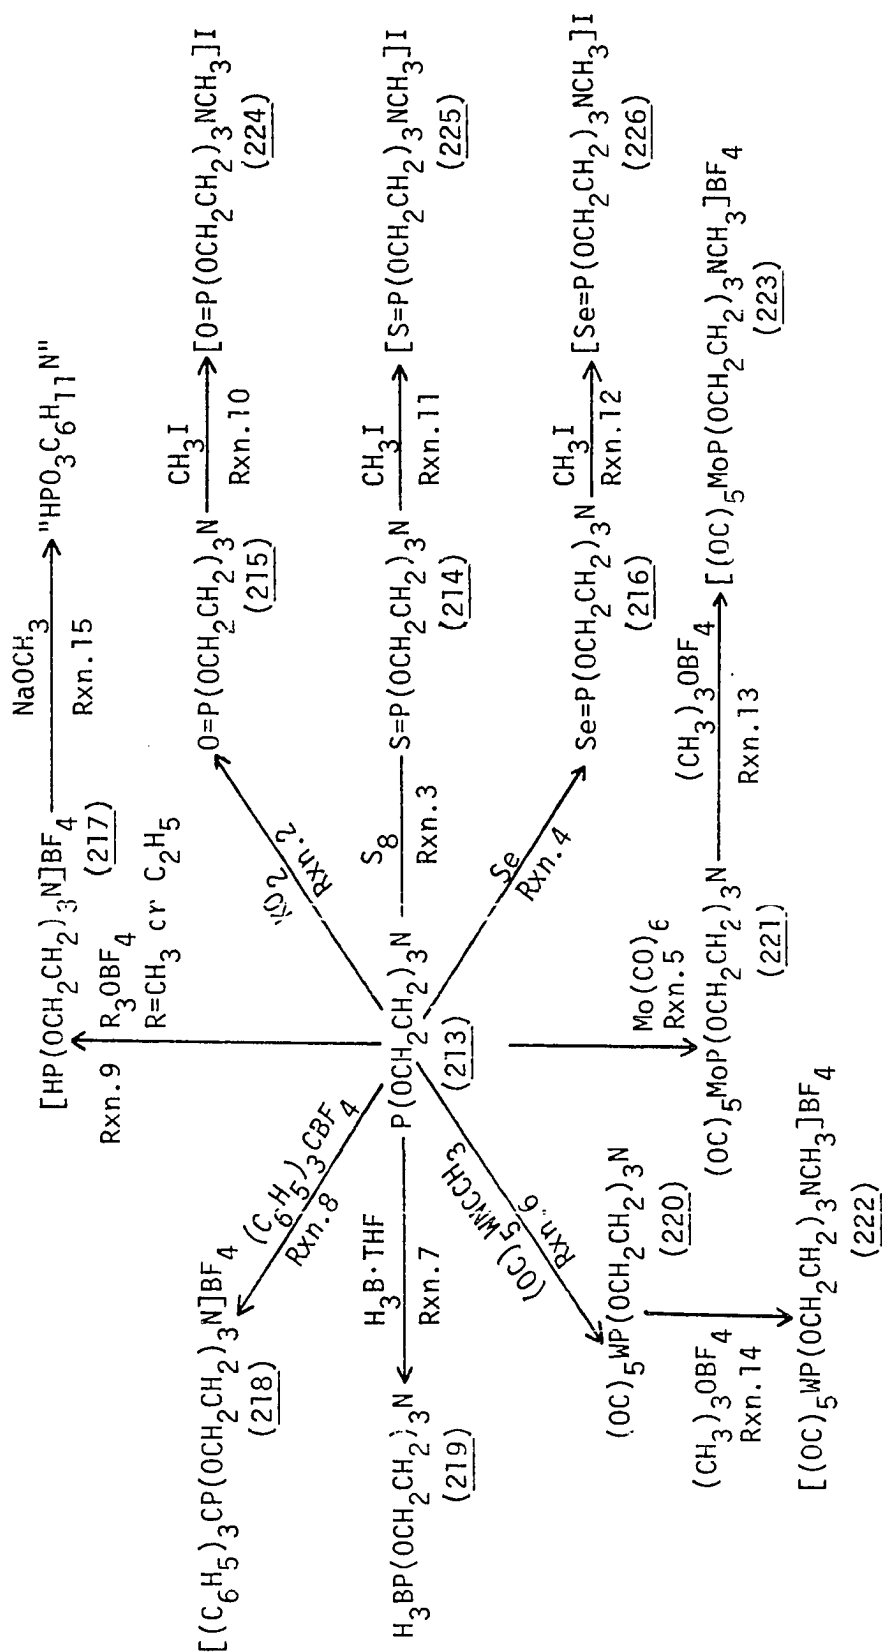 [HP(OCH2CH2)3N]BF4
(217)
NaOCH3
Rxn.15
"HPO3C6H11N"
Rxn.9
R3OBF4
R=CH3 or C2H5
[(C6H5)3CP(OCH2CH2)3N]BF4
(218)
(C6H5)3CBF4
Rxn.8
KO2
Rxn.2
O=P(OCH2CH2)3N
(215)
CH3I
Rxn.10
[O=P(OCH2CH2)3NCH3]I
(224)
H3BP(OCH2CH2)3N
(219)
H3B·THF
Rxn.7
P(OCH2CH2)3N
(213)
S8
Rxn.3
S=P(OCH2CH2)3N
(214)
CH3I
Rxn.11
[S=P(OCH2CH2)3NCH3]I
(225)
(OC)5WNCCH3
Rxn.6
Se
Rxn.4
Se=P(OCH2CH2)3N
(216)
CH3I
Rxn.12
[Se=P(OCH2CH2)3NCH3]I
(226)
(OC)5WP(OCH2CH2)3N
(220)
Mo(CO)6
Rxn.5
(OC)5MoP(OCH2CH2)3N
(221)
(CH3)3OBF4
Rxn.13
[(OC)5MoP(OCH2CH2)3NCH3]BF4
(223)
(CH3)3OBF4
Rxn.14
[(OC)5WP(OCH2CH2)3NCH3]BF4
(222)